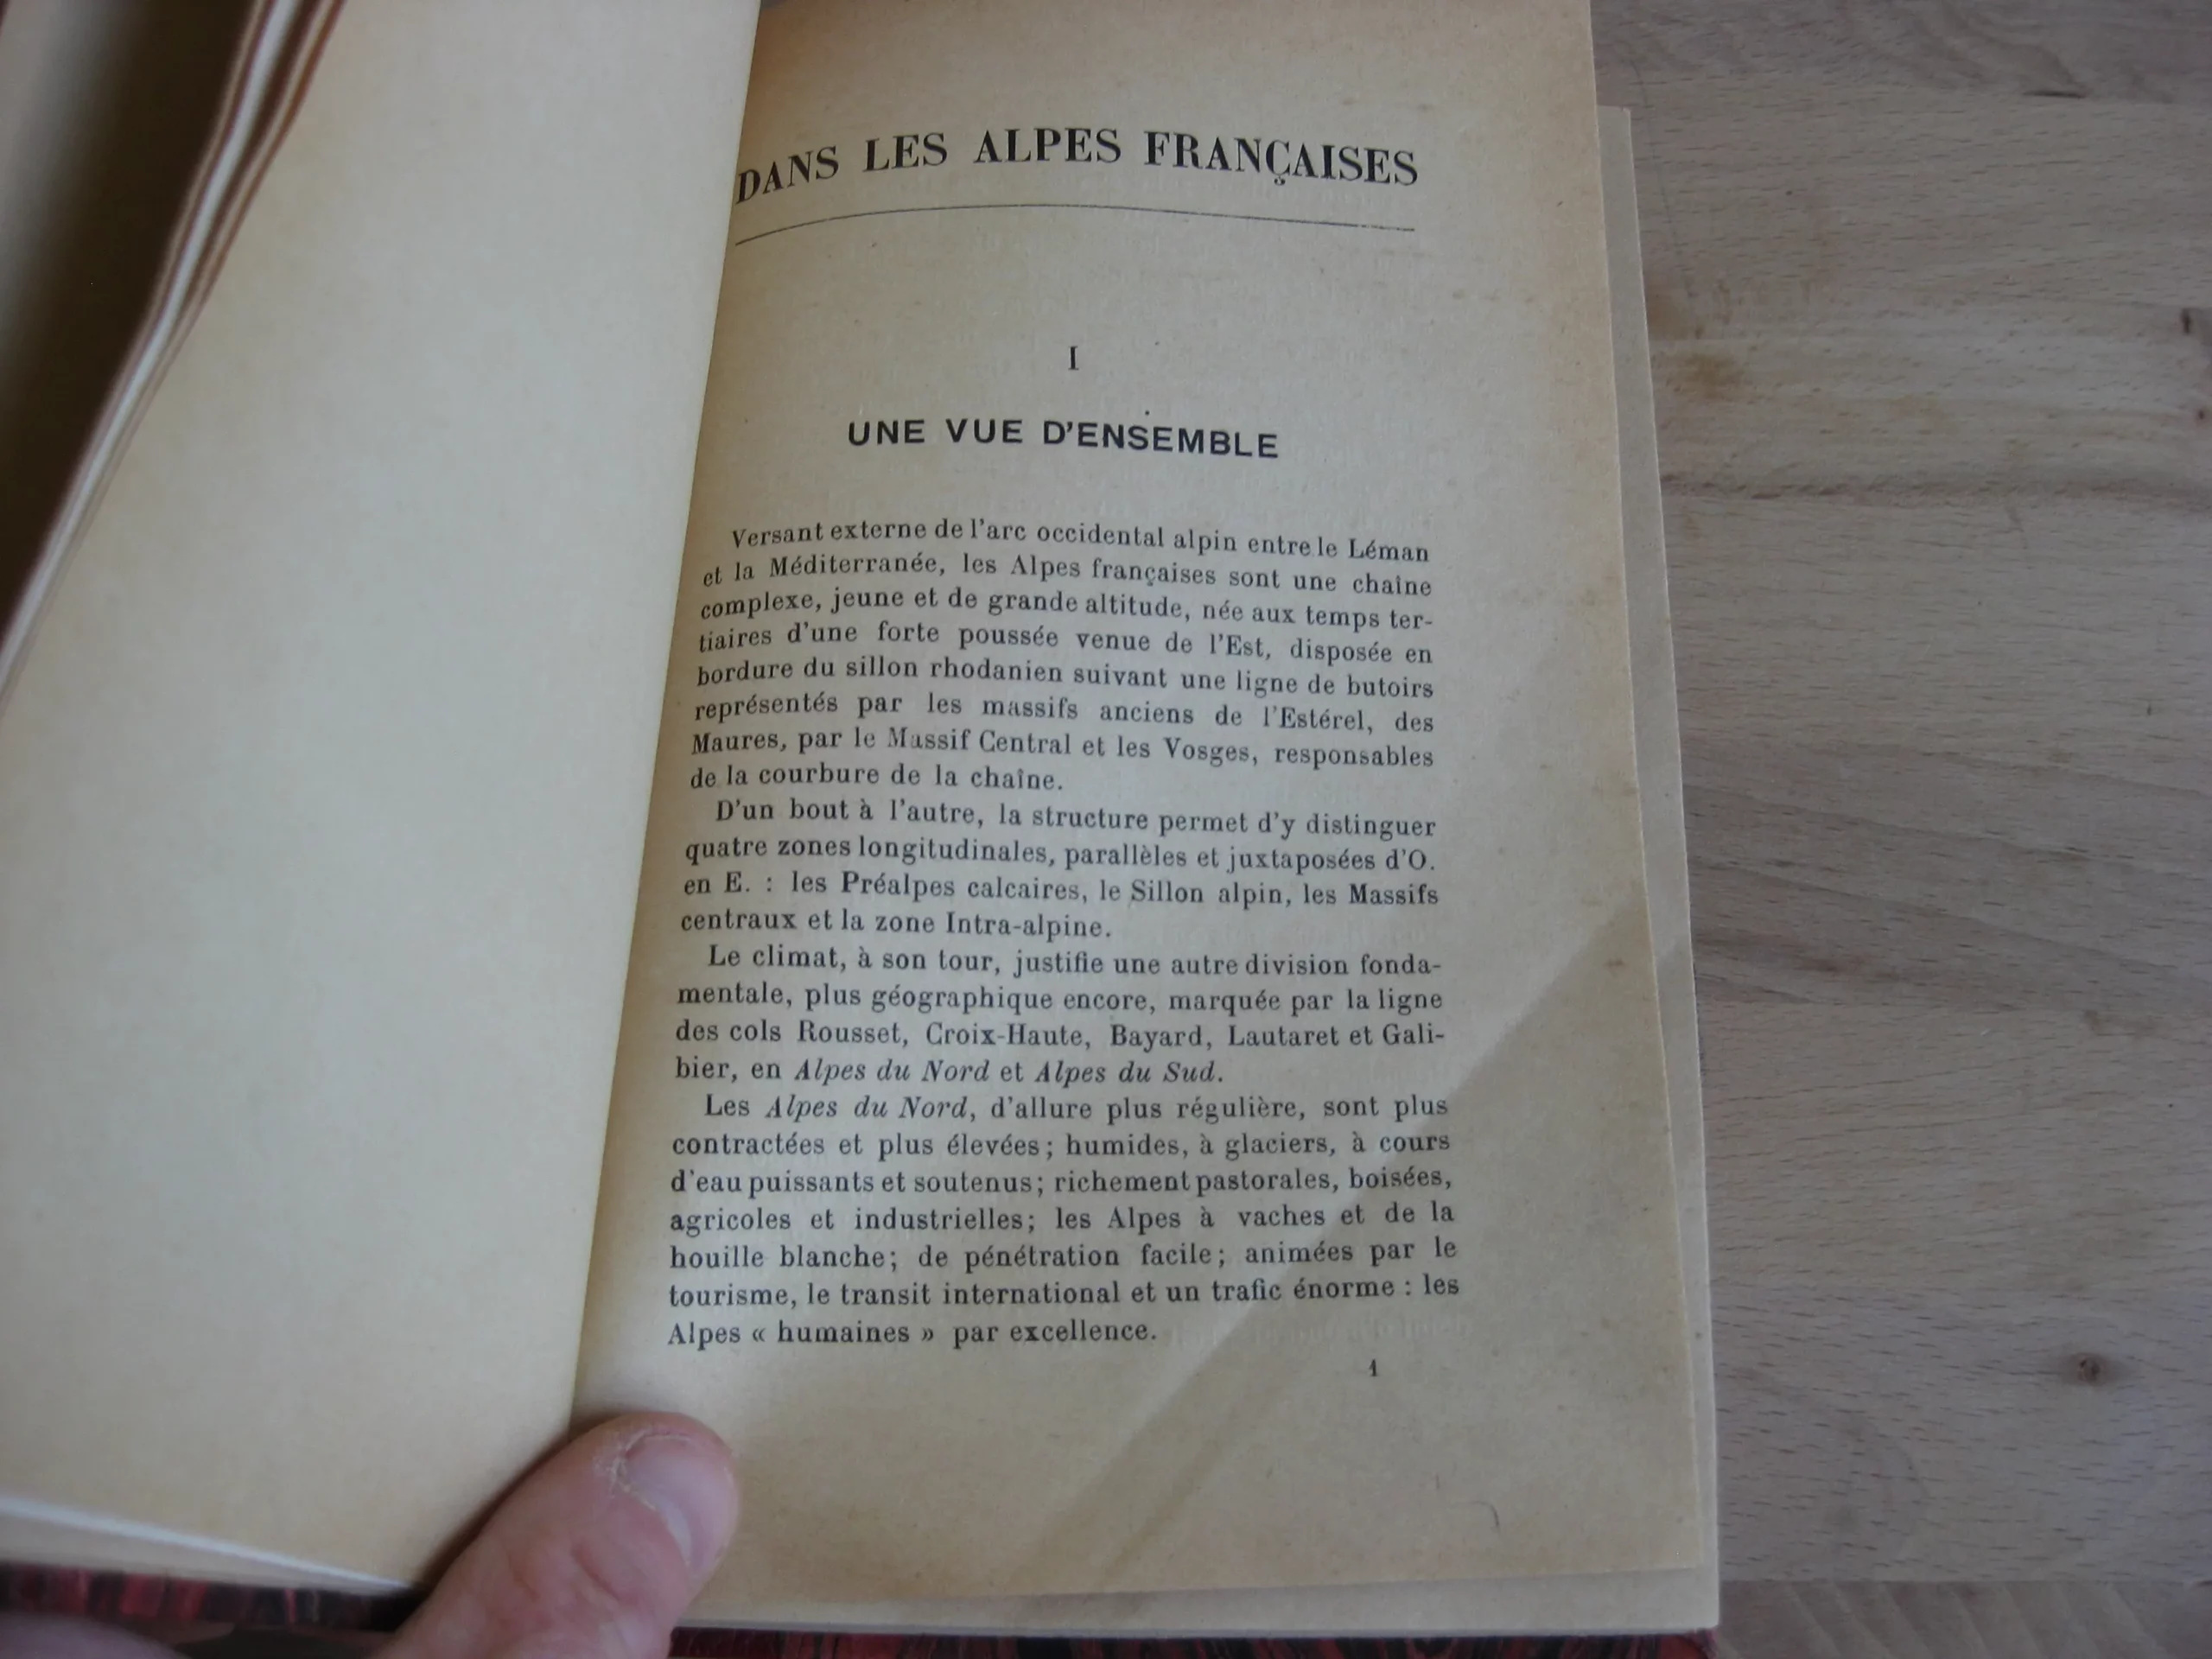 DANS LES ALPES FRANÇAISES
I
UNE VUE D'ENSEMBLE
Versant externe de l'arc occidental alpin entre le Léman
et la Méditerranée, les Alpes françaises sont une chaîne
complexe, jeune et de grande altitude, née aux temps ter-
tiaires d'une forte poussée venue de l'Est, disposée en
bordure du sillon rhodanien suivant une ligne de butoirs
représentés par les massifs anciens de l'Estérel, des
Maures, par le Massif Central et les Vosges, responsables
de la courbure de la chaîne.
D'un bout à l'autre, la structure permet d'y distinguer
quatre zones longitudinales, parallèles et juxtaposées d'O.
en E. : les Préalpes calcaires, le Sillon alpin, les Massifs
centraux et la zone Intra-alpine.
Le climat, à son tour, justifie une autre division fonda-
mentale, plus géographique encore, marquée par la ligne
des cols Rousset, Croix-Haute, Bayard, Lautaret et Gali-
bier, en Alpes du Nord et Alpes du Sud.
Les Alpes du Nord, d'allure plus régulière, sont plus
contractées et plus élevées ; humides, à glaciers, à cours
d'eau puissants et soutenus ; richement pastorales, boisées,
agricoles et industrielles ; les Alpes à vaches et de la
houille blanche ; de pénétration facile ; animées par le
tourisme, le transit international et un trafic énorme : les
Alpes « humaines » par excellence.
1